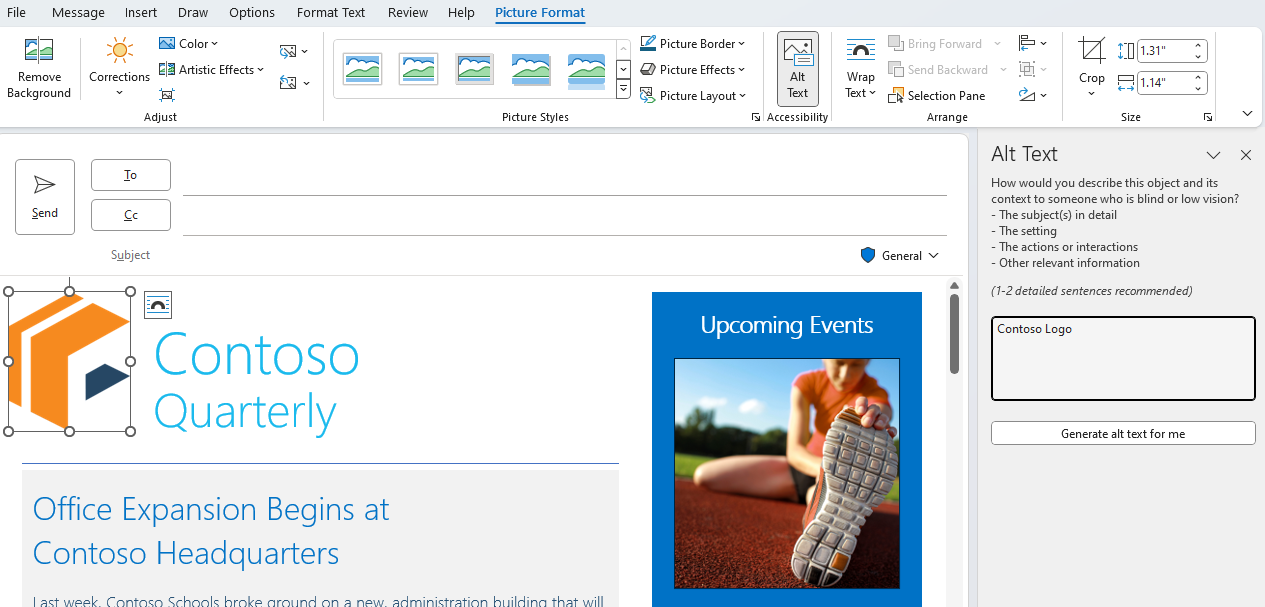 File Message Insert Draw Options Format Text Review Help Picture Format
Remove
Background
Corrections
Color
Artistic Effects
Adjust
Picture Styles
Picture Border
Picture Effects
Picture Layout
Alt
Text
Accessibility
Wrap
Text
Bring Forward
Send Backward
Selection Pane
Arrange
Crop
1.31"
1.14"
Size
Send
To
Cc
Subject
General
Contoso
Quarterly
Office Expansion Begins at
Contoso Headquarters
Last week, Contoso Schools broke ground on a new, administration building that will
Upcoming Events
Alt Text
How would you describe this object and its
context to someone who is blind or low vision?
- The subject(s) in detail
- The setting
- The actions or interactions
- Other relevant information
(1-2 detailed sentences recommended)
Contoso Logo
Generate alt text for me